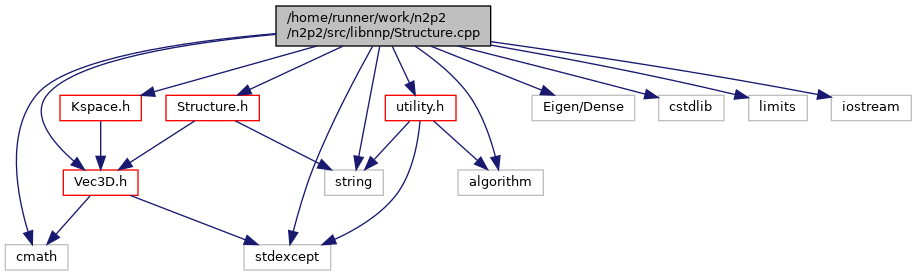 /home/runner/work/n2p2
/n2p2/src/libnnp/Structure.cpp
Kspace.h
Structure.h
utility.h
Eigen/Dense
cstdlib
limits
iostream
Vec3D.h
string
algorithm
cmath
stdexcept